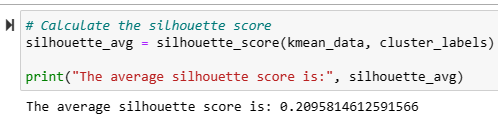 # Calculate the silhouette score
silhouette_avg = silhouette_score(kmean_data, cluster_labels)
print("The average silhouette score is:", silhouette_avg)
The average silhouette score is: 0.2095814612591566